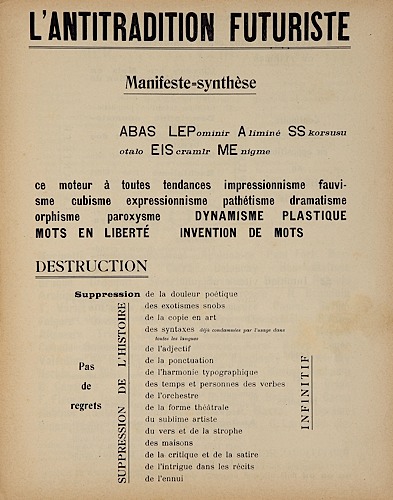 L'ANTITRADITION FUTURISTE
Manifeste-synthèse
ABAS LEPominir Aliminé SSkorsusu
otalo EIScramlr MEnigme
ce moteur à toutes tendances impressionnisme fauvi-
sme cubisme expressionnisme pathétisme dramatisme
orphisme paroxysme DYNAMISME PLASTIQUE
MOTS EN LIBERTÉ INVENTION DE MOTS
DESTRUCTION
Suppression de la douleur poétique
des exotismes snobs
de la copie en art
des syntaxes déjà condamnées par l'usage dans
toutes les langues
de l'adjectif
de la ponctuation
de l'harmonie typographique
des temps et personnes des verbes
de l'orchestre
de la forme théâtrale
du sublime artiste
du vers et de la strophe
des maisons
de la critique et de la satire
de l'intrigue dans les récits
de l'ennui
SUPPRESSION DE L'HISTOIRE
Pas
de
regrets
INFINITIF